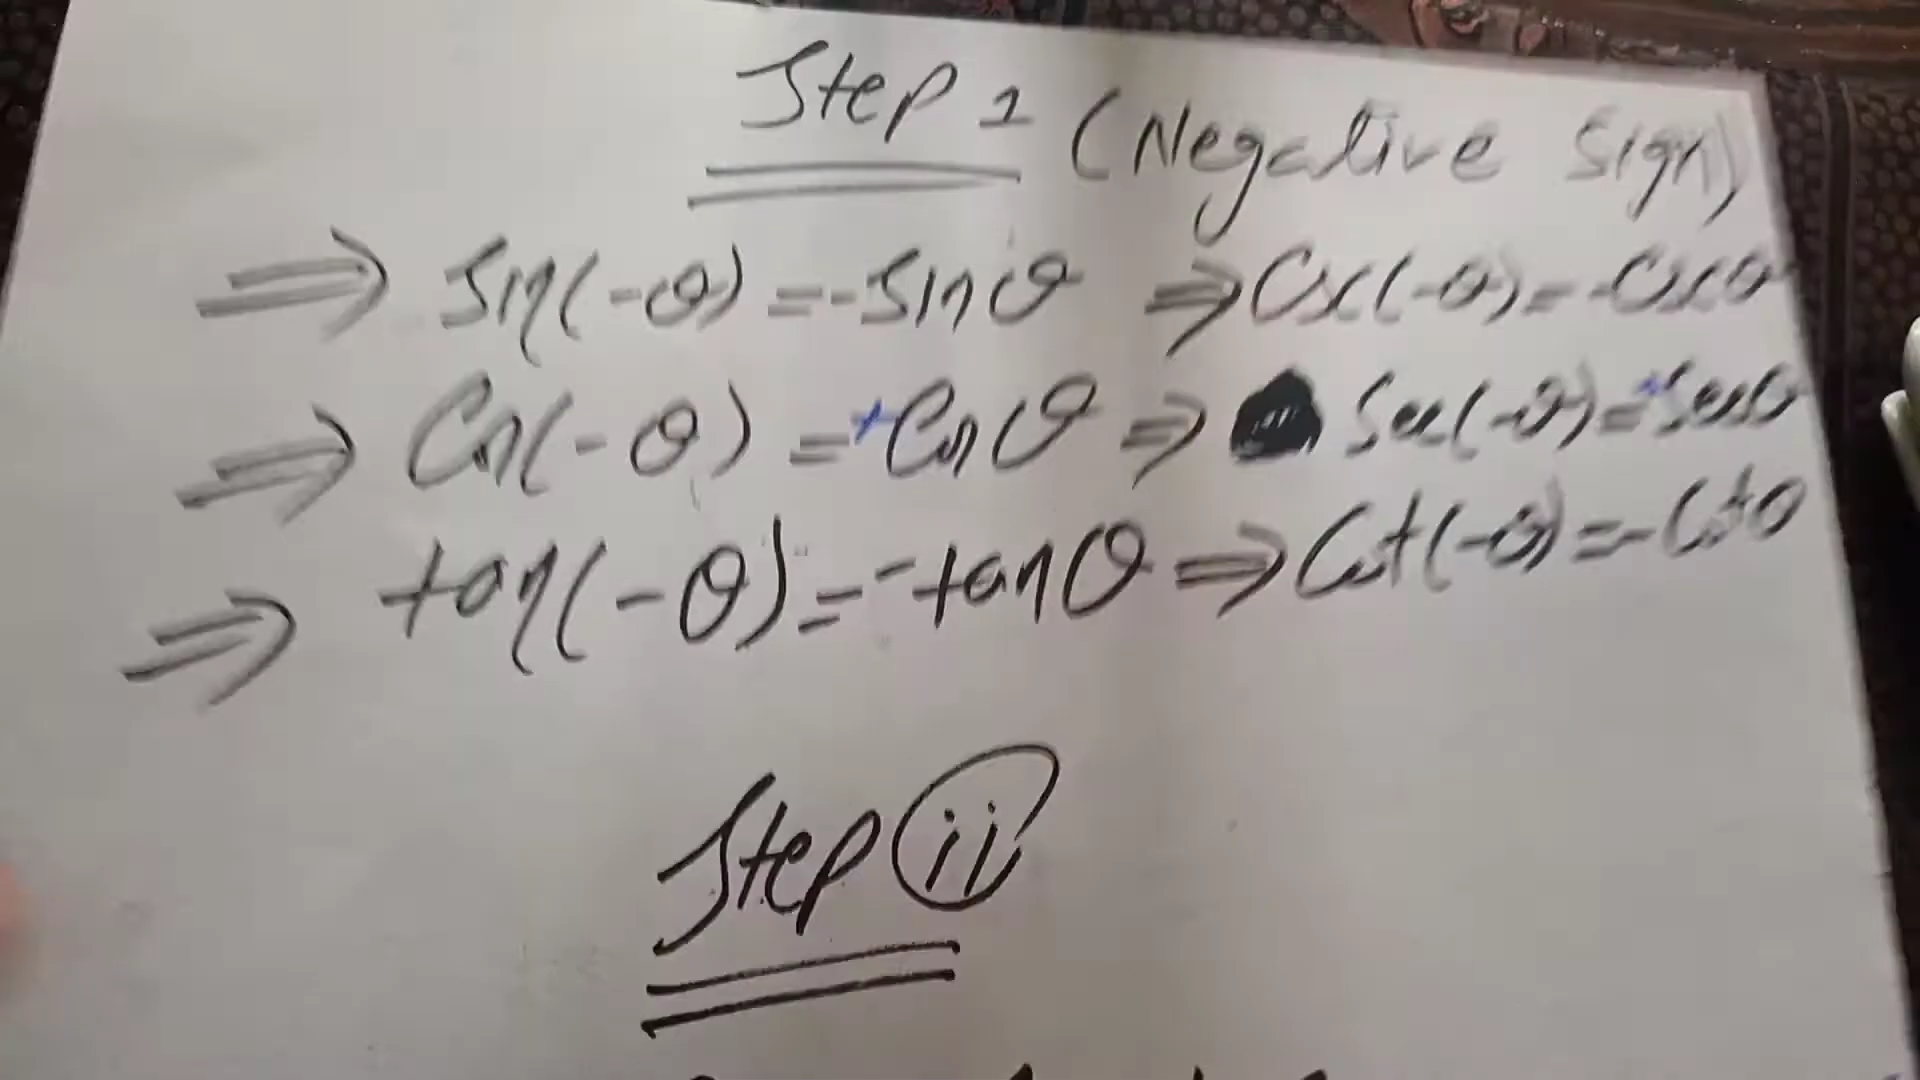 Step 1 (Negative Sign)
⇒ Sin(-θ) = -Sinθ ⇒ Csc(-θ) = -Cscθ
⇒ Cos(-θ) = +Cosθ ⇒ Sec(-θ) = +Secθ
⇒ tan(-θ) = -tanθ ⇒ Cot(-θ) = -Cotθ
Step ii